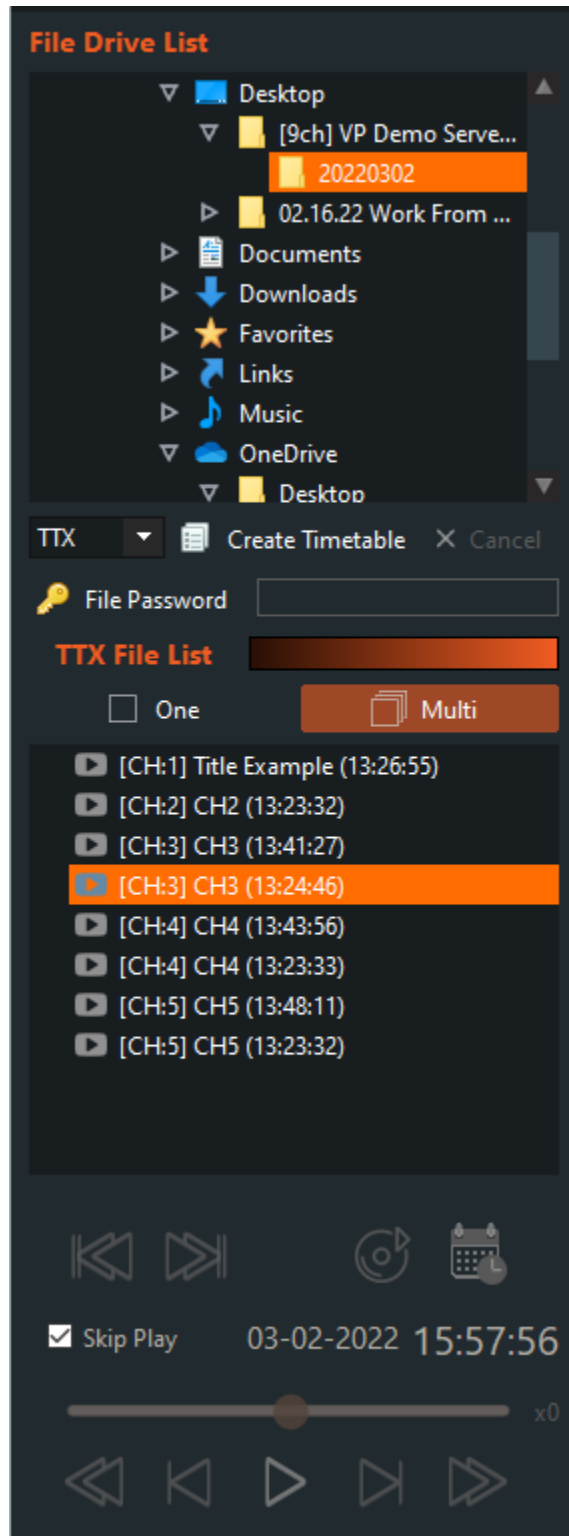 File Drive List
Desktop
[9ch] VP Demo Serve...
20220302
02.16.22 Work From ...
Documents
Downloads
Favorites
Links
Music
OneDrive
Desktop
TTX Create Timetable Cancel
File Password
TTX File List
One Multi
[CH:1] Title Example (13:26:55)
[CH:2] CH2 (13:23:32)
[CH:3] CH3 (13:41:27)
[CH:3] CH3 (13:24:46)
[CH:4] CH4 (13:43:56)
[CH:4] CH4 (13:23:33)
[CH:5] CH5 (13:48:11)
[CH:5] CH5 (13:23:32)
Skip Play 03-02-2022 15:57:56
x0